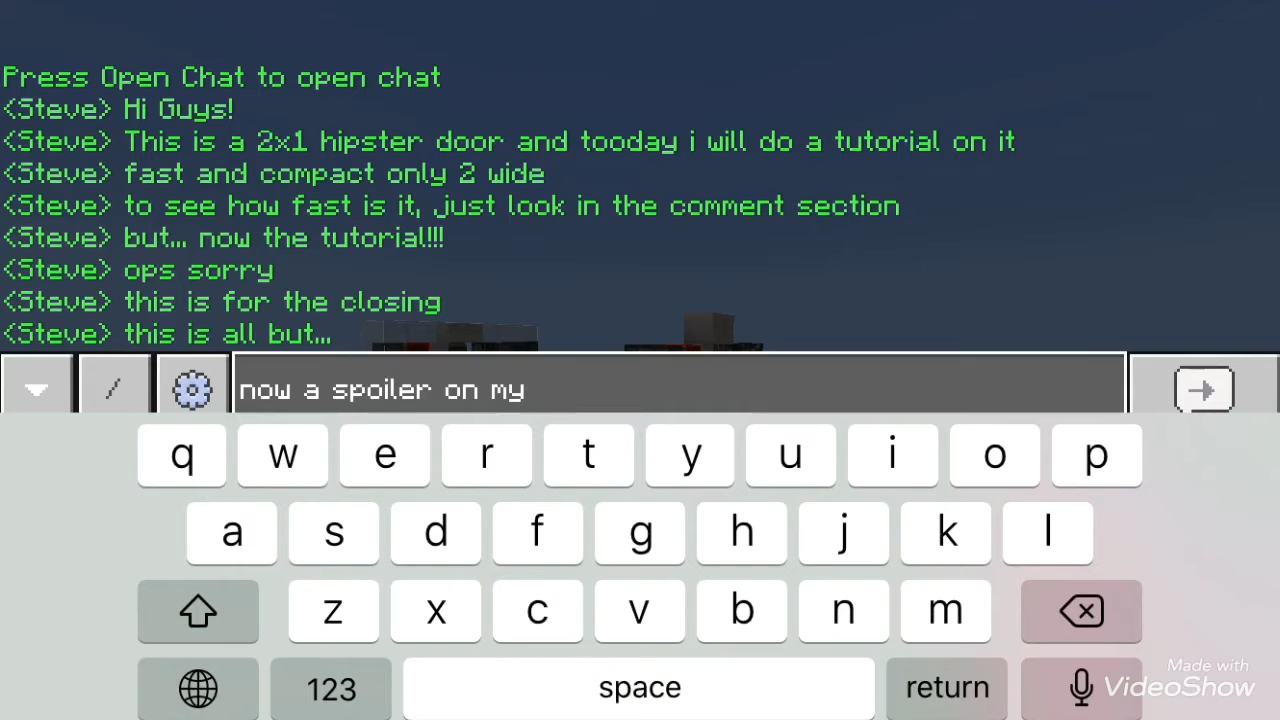 Press Open Chat to open chat
<Steve> Hi Guys!
<Steve> This is a 2x1 hipster door and tooday i will do a tutorial on it
<Steve> fast and compact only 2 wide
<Steve> to see how fast is it, just look in the comment section
<Steve> but... now the tutorial!!!
<Steve> ops sorry
<Steve> this is for the closing
<Steve> this is all but...
/ now a spoiler on my
q w e r t y u i o p
a s d f g h j k l
z x c v b n m
123 space return
Made with
VideoShow